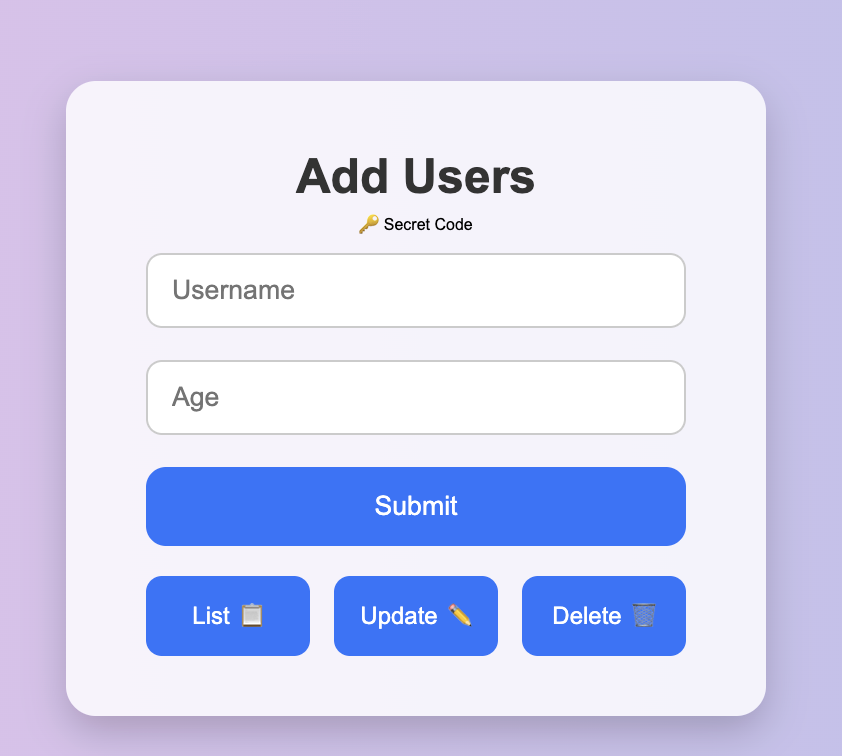 Add Users
🔑 Secret Code
Username
Age
Submit
List 📋
Update ✏️
Delete 🗑️